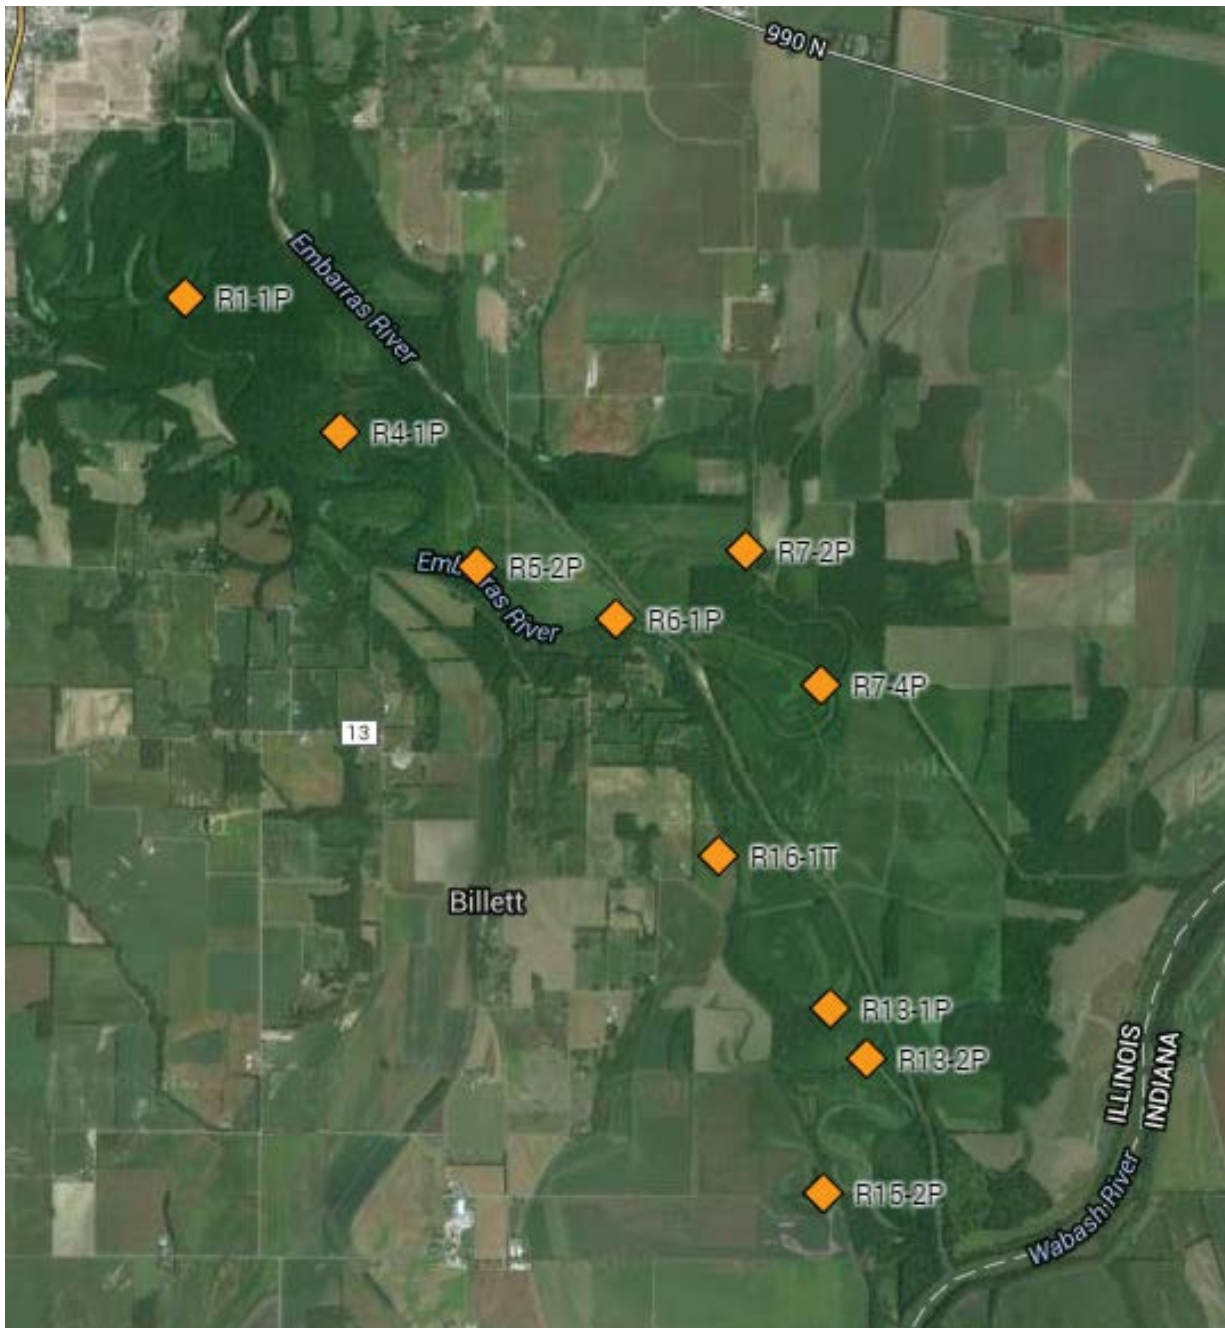 990 N
Embarras River
R1-1P
R4-1P
R7-2P
R5-2P
Embarras River
R6-1P
R7-4P
13
R16-1T
Billett
R13-1P
R13-2P
ILLINOIS
INDIANA
R15-2P
Wabash River